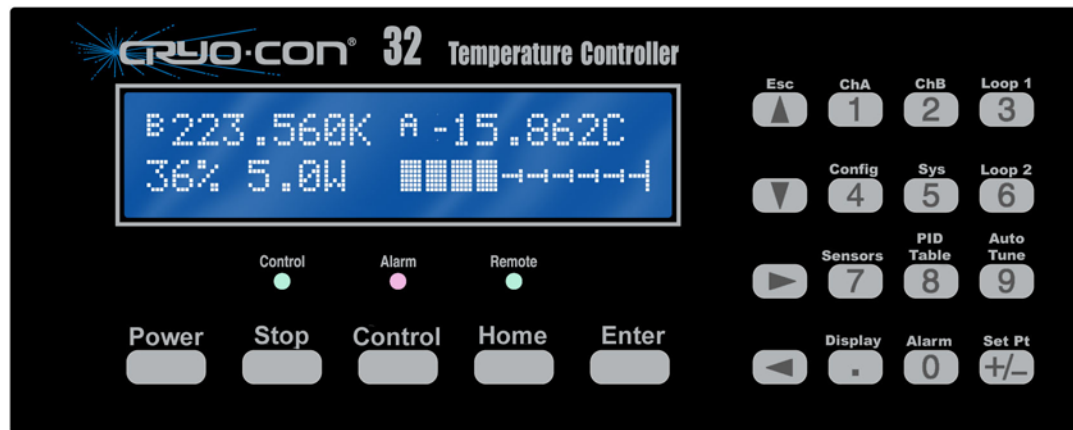 CRYO·CON® 32 Temperature Controller
B223.560K A -15.862C
36% 5.0W
Control Alarm Remote
Power Stop Control Home Enter
Esc ChA ChB Loop 1
1 2 3
Config Sys Loop 2
4 5 6
Sensors PID Table Auto Tune
7 8 9
Display Alarm Set Pt
. 0 +/-